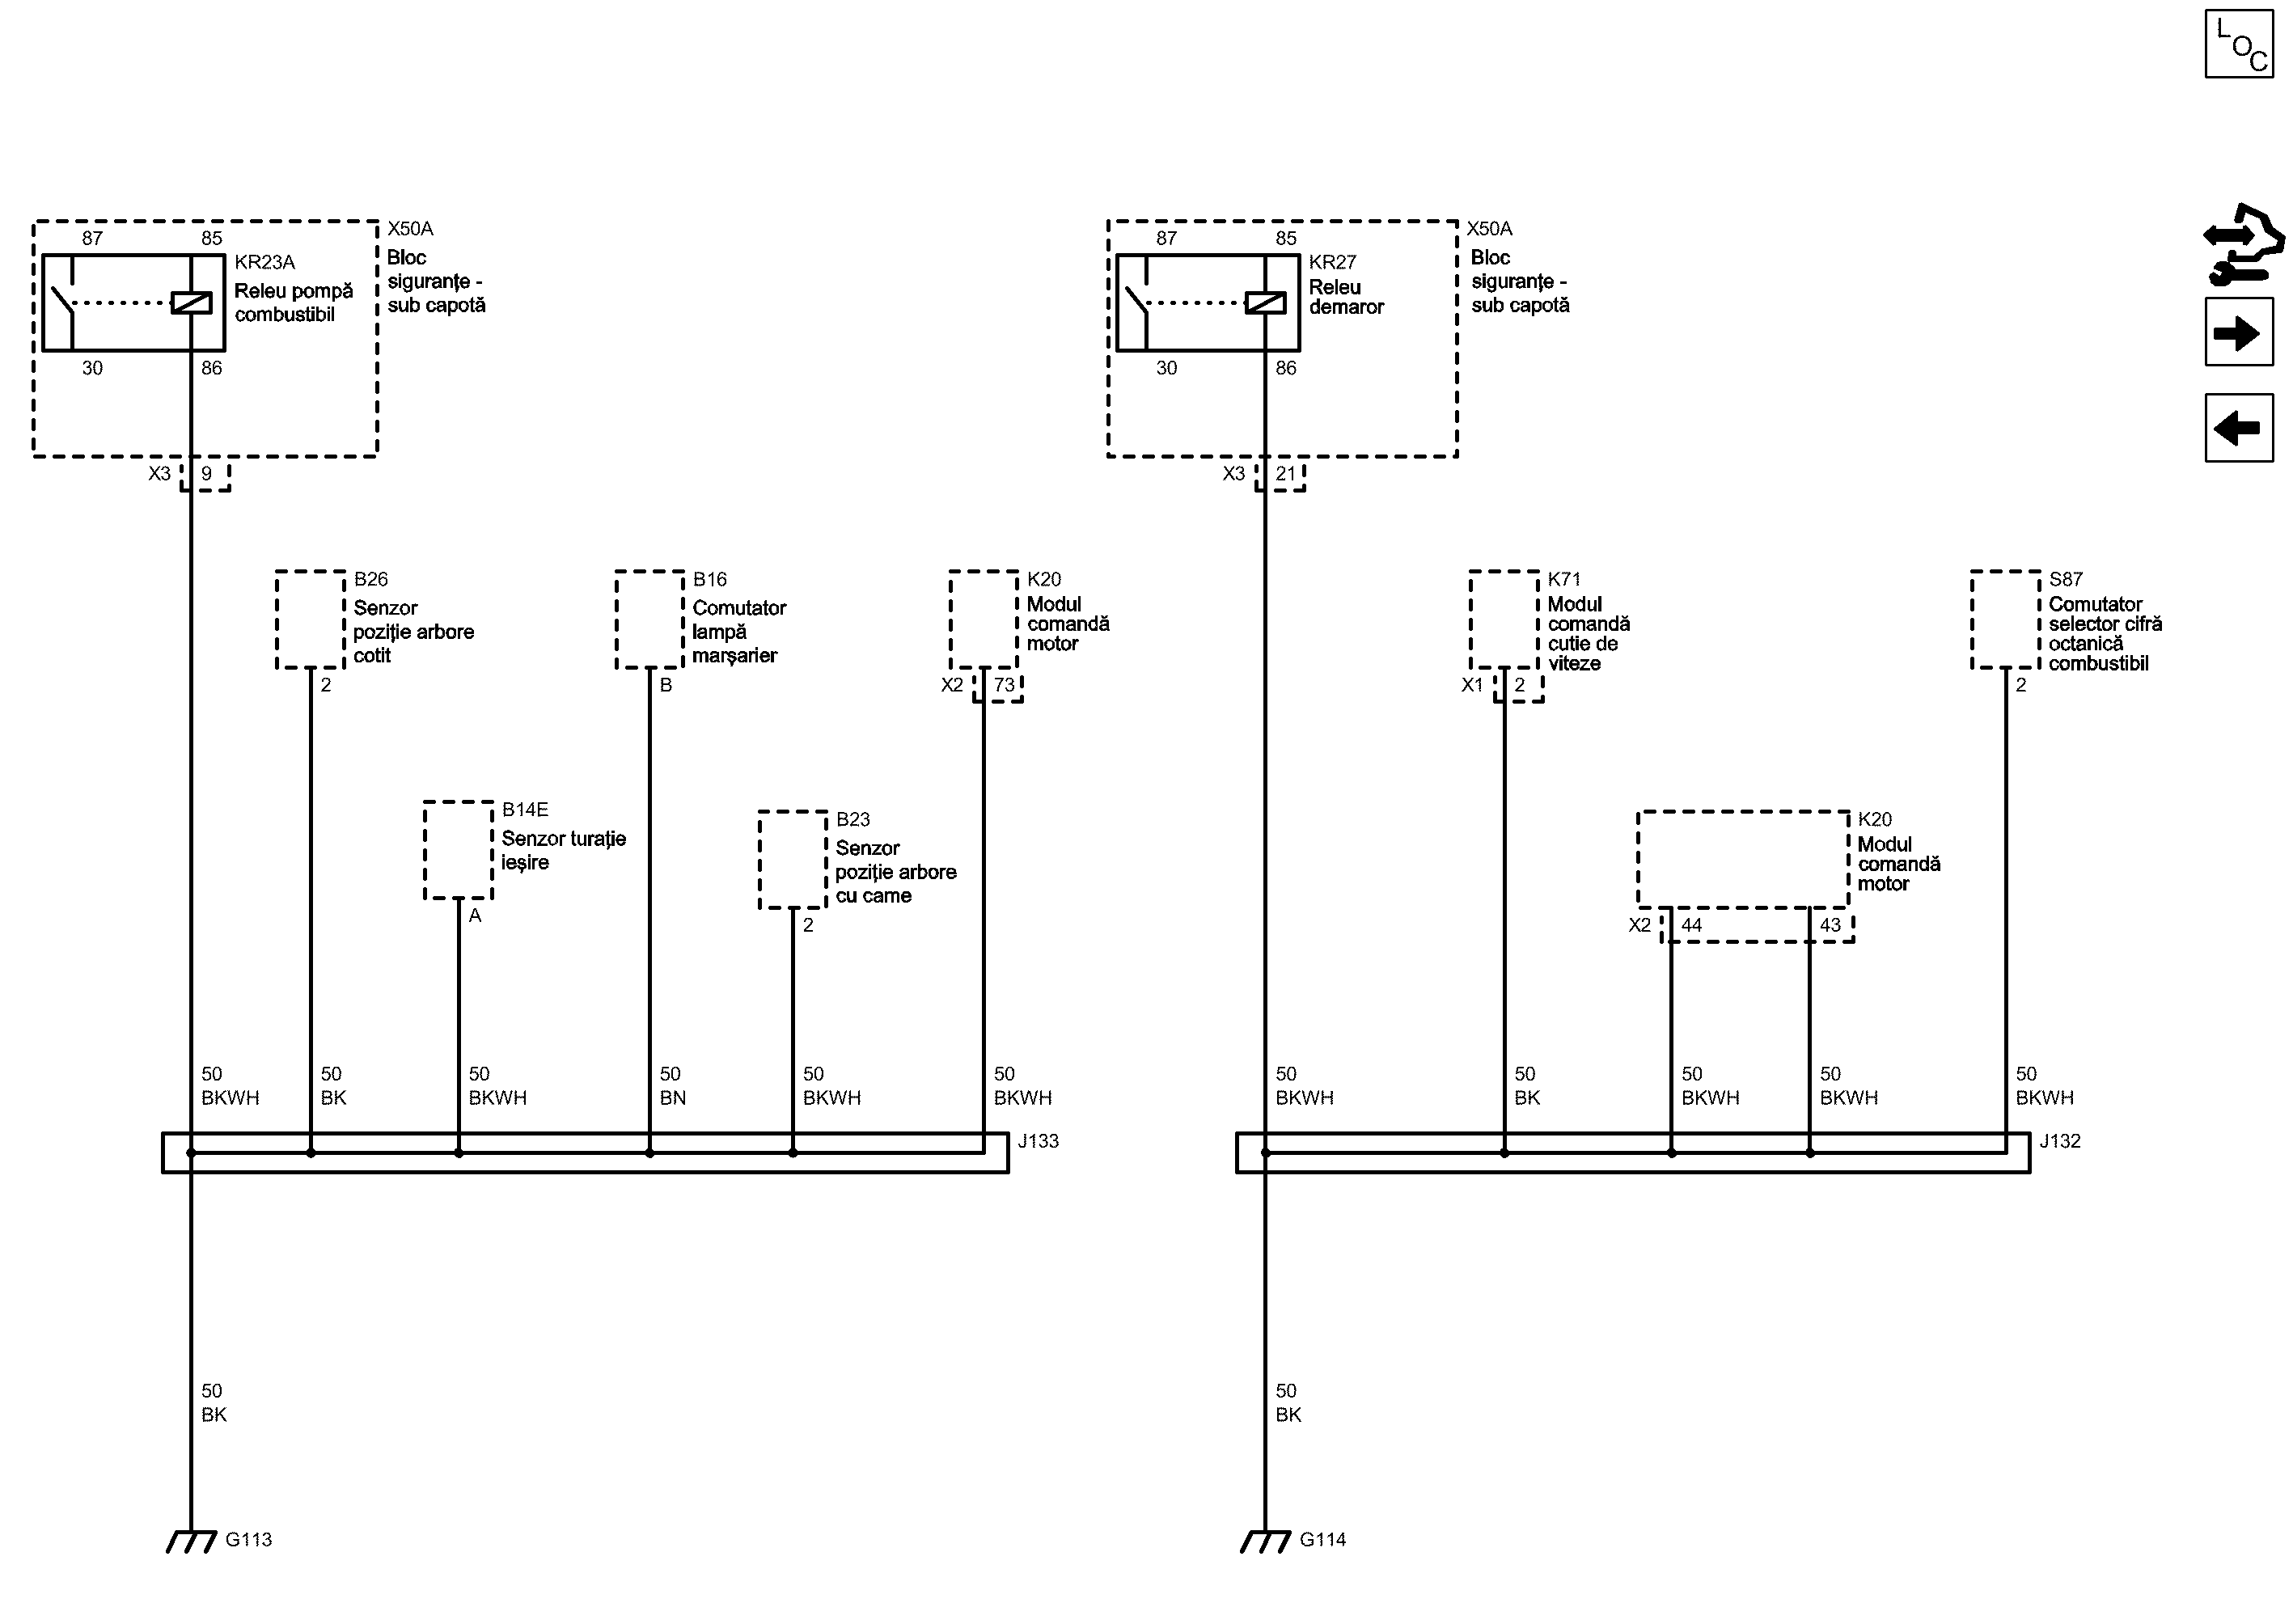 LOC
87
85
KR23A
Releu pompă
combustibil
30
86
X50A
Bloc
siguranțe -
sub capotă
X3
9
87
85
KR27
Releu
demaror
30
86
X50A
Bloc
siguranțe -
sub capotă
X3
21
B26
Senzor
poziție arbore
cotit
2
B16
Comutator
lampă
marșarier
B
K20
Modul
comandă
motor
X2
73
K71
Modul
comandă
cutie de
viteze
X1
2
S87
Comutator
selector cifră
octanică
combustibil
2
B14E
Senzor turație
ieșire
A
B23
Senzor
poziție arbore
cu came
2
K20
Modul
comandă
motor
X2
44
43
50
BKWH
50
BK
50
BKWH
50
BN
50
BKWH
50
BKWH
50
BKWH
50
BK
50
BKWH
50
BKWH
50
BKWH
J133
J132
50
BK
50
BK
G113
G114